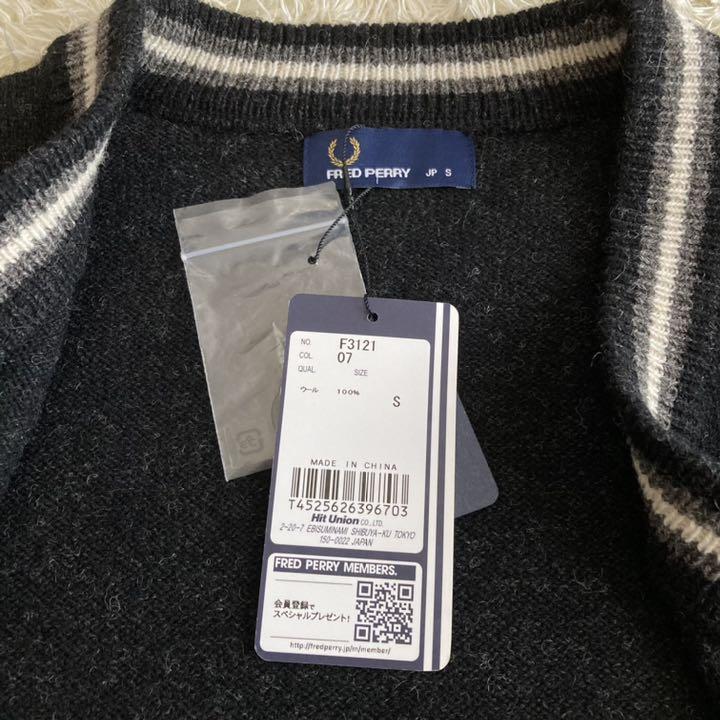 FRED PERRY JP S
NO. F3121
COL. 07
QUAL. SIZE
ウール 100% S
MADE IN CHINA
T4525626396703
Hit Union CO.,LTD.
2-20-7 EBISUMINAMI SHIBUYA-KU TOKYO
150-0022 JAPAN
FRED PERRY MEMBERS.
会員登録で
スペシャルプレゼント!
http://fredperry.jp/m/member/